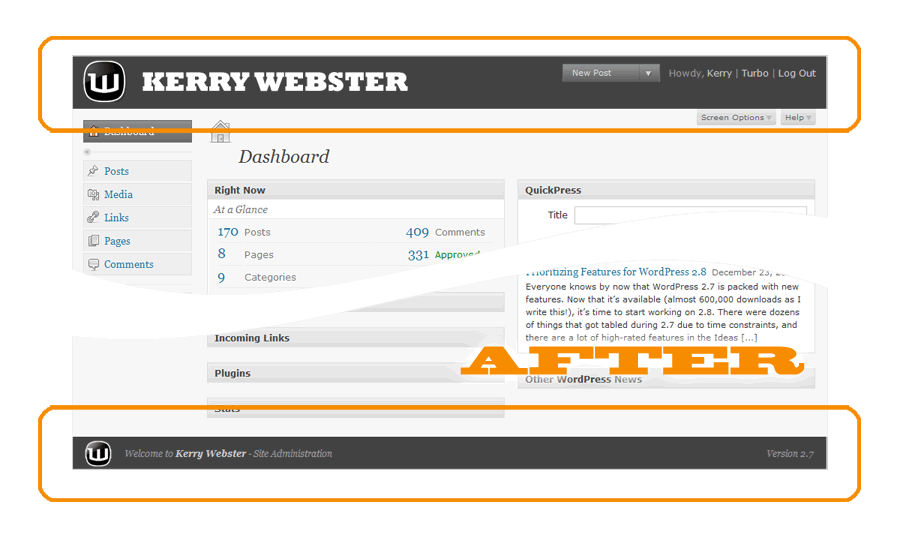 W KERRY WEBSTER
New Post ▼ Howdy, Kerry | Turbo | Log Out
Screen Options ▼ Help ▼
Dashboard
Posts
Media
Links
Pages
Comments
Dashboard
Right Now
At a Glance
170 Posts 409 Comments
8 Pages 331 Approved
9 Categories
Incoming Links
Plugins
Stats
QuickPress
Title
Prioritizing Features for WordPress 2.8 December 23,
Everyone knows by now that WordPress 2.7 is packed with new
features. Now that it's available (almost 600,000 downloads as I
write this!), it's time to start working on 2.8. There were dozens
of things that got tabled during 2.7 due to time constraints, and
there are a lot of high-rated features in the Ideas [...]
AFTER
Other WordPress News
W Welcome to Kerry Webster - Site Administration Version 2.7